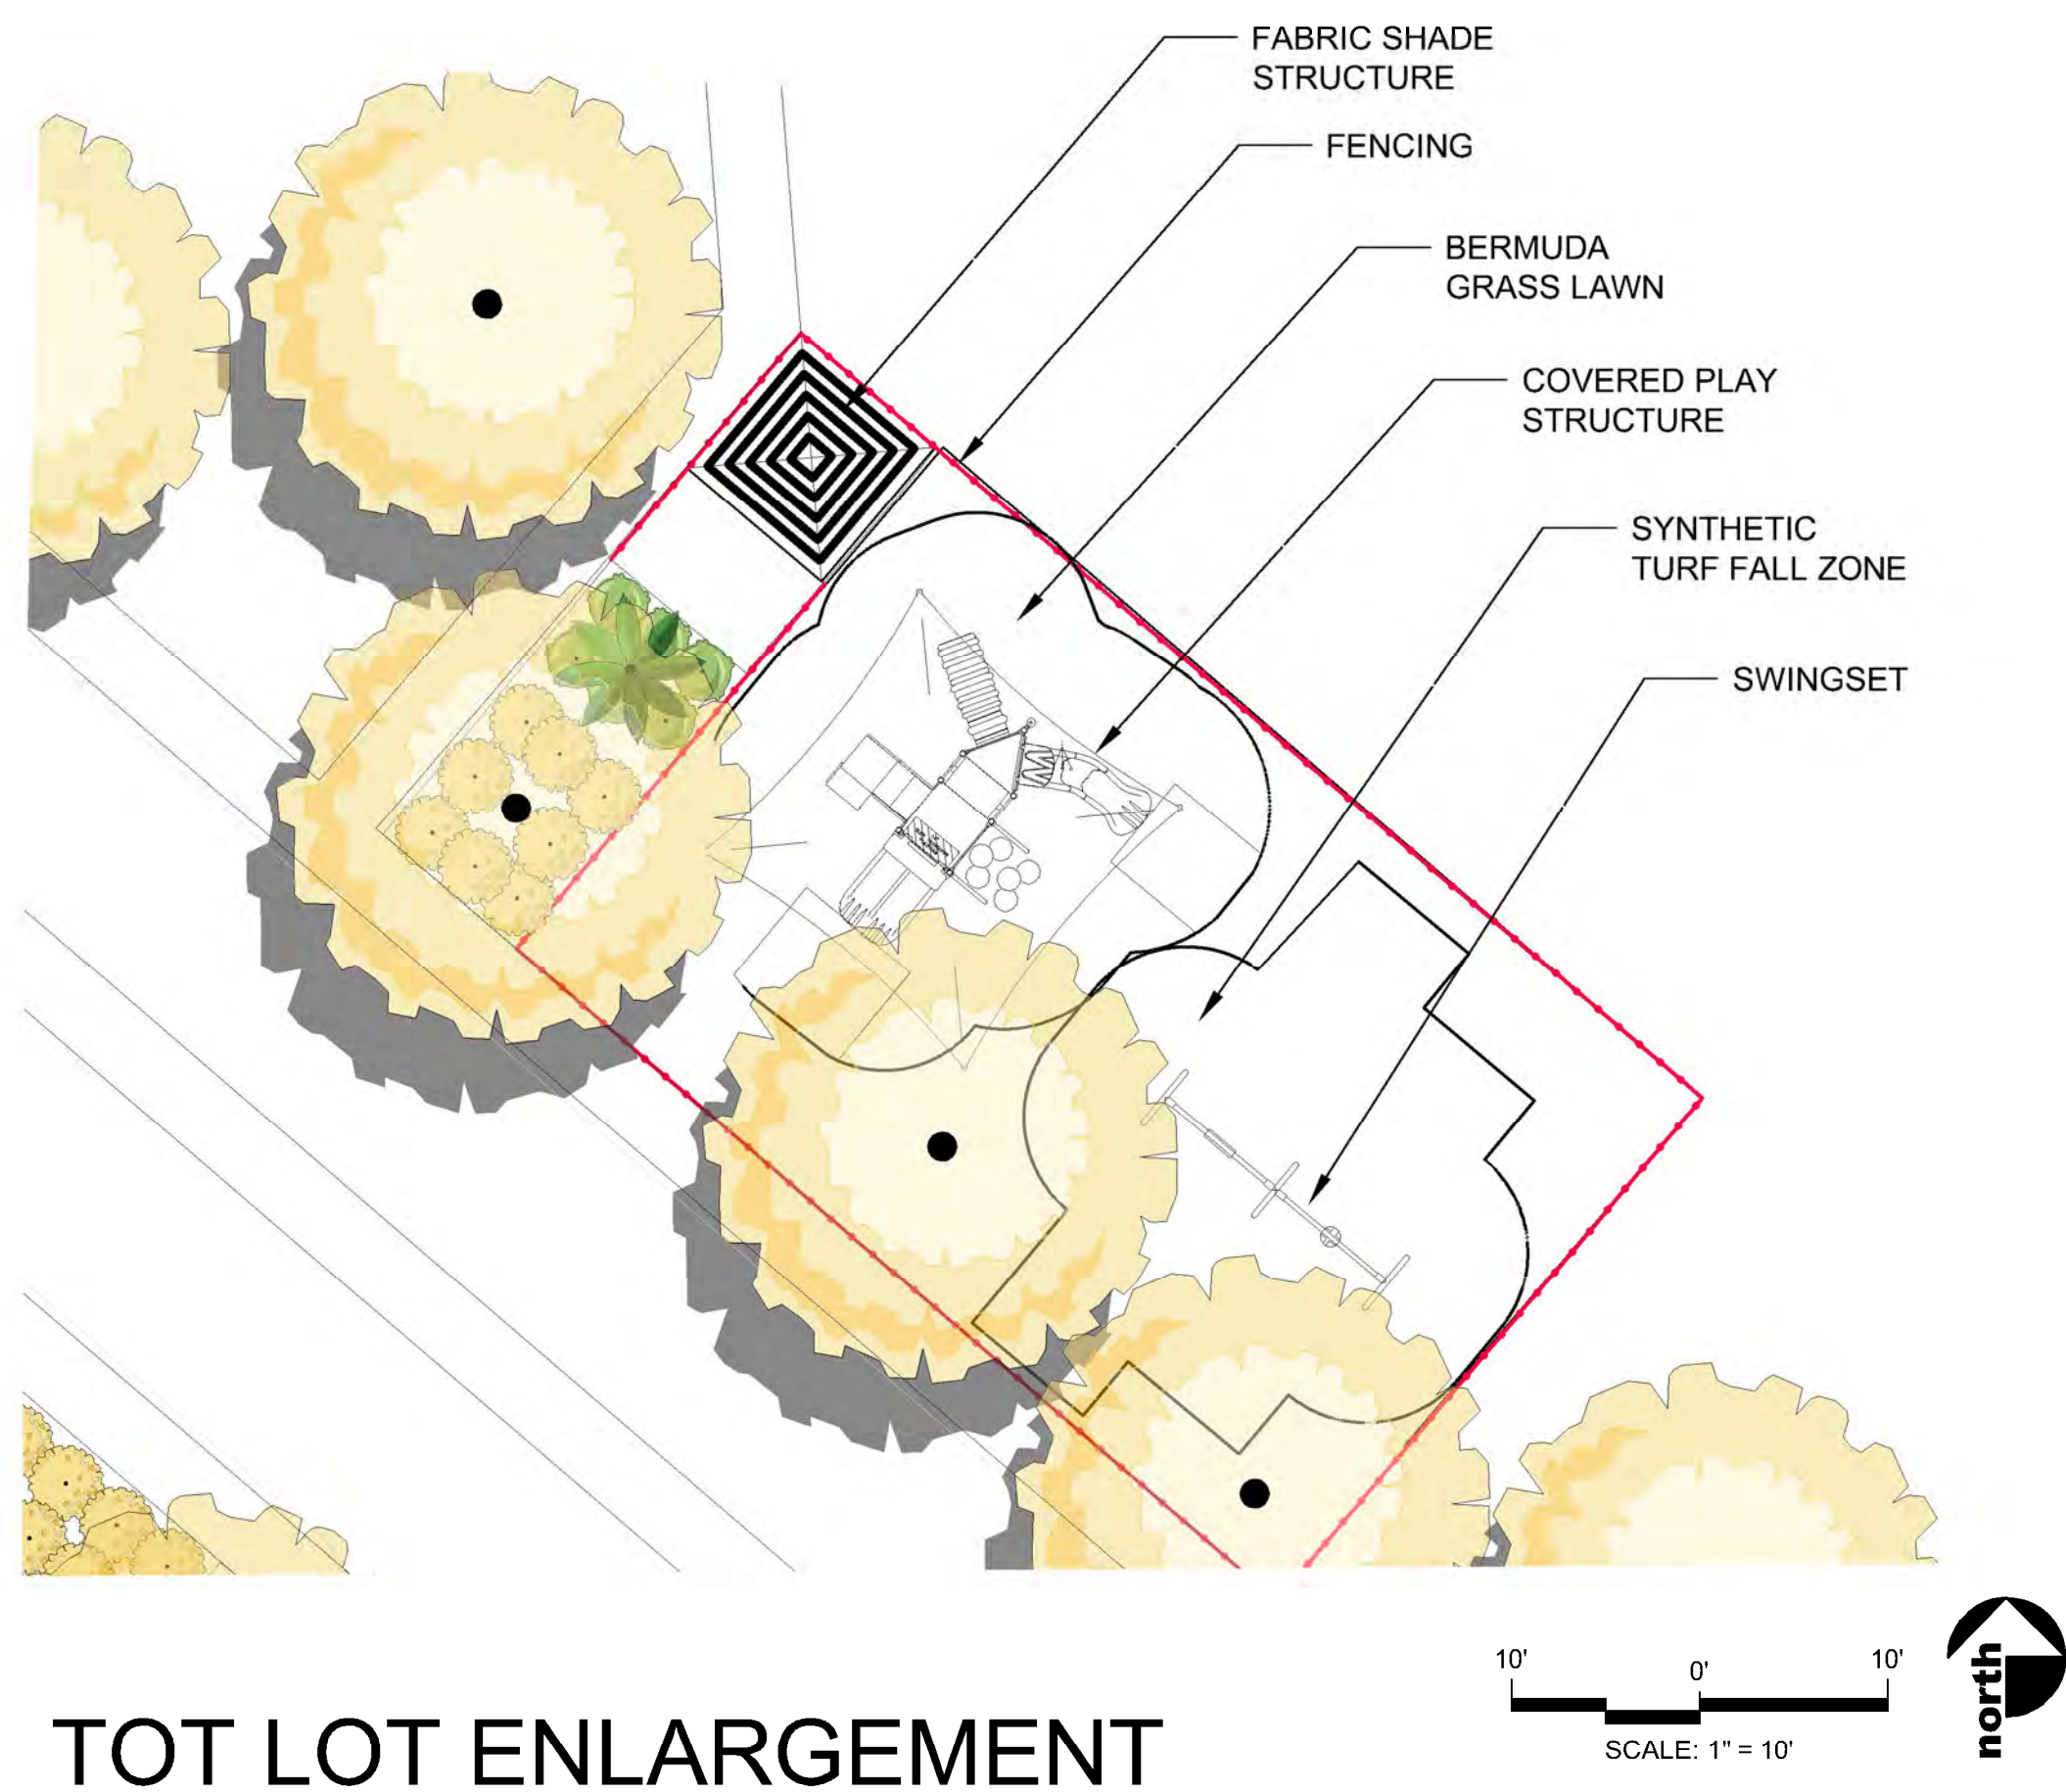 FABRIC SHADE
STRUCTURE
FENCING
BERMUDA
GRASS LAWN
COVERED PLAY
STRUCTURE
SYNTHETIC
TURF FALL ZONE
SWINGSET
10'
0'
10'
SCALE: 1" = 10'
north
TOT LOT ENLARGEMENT